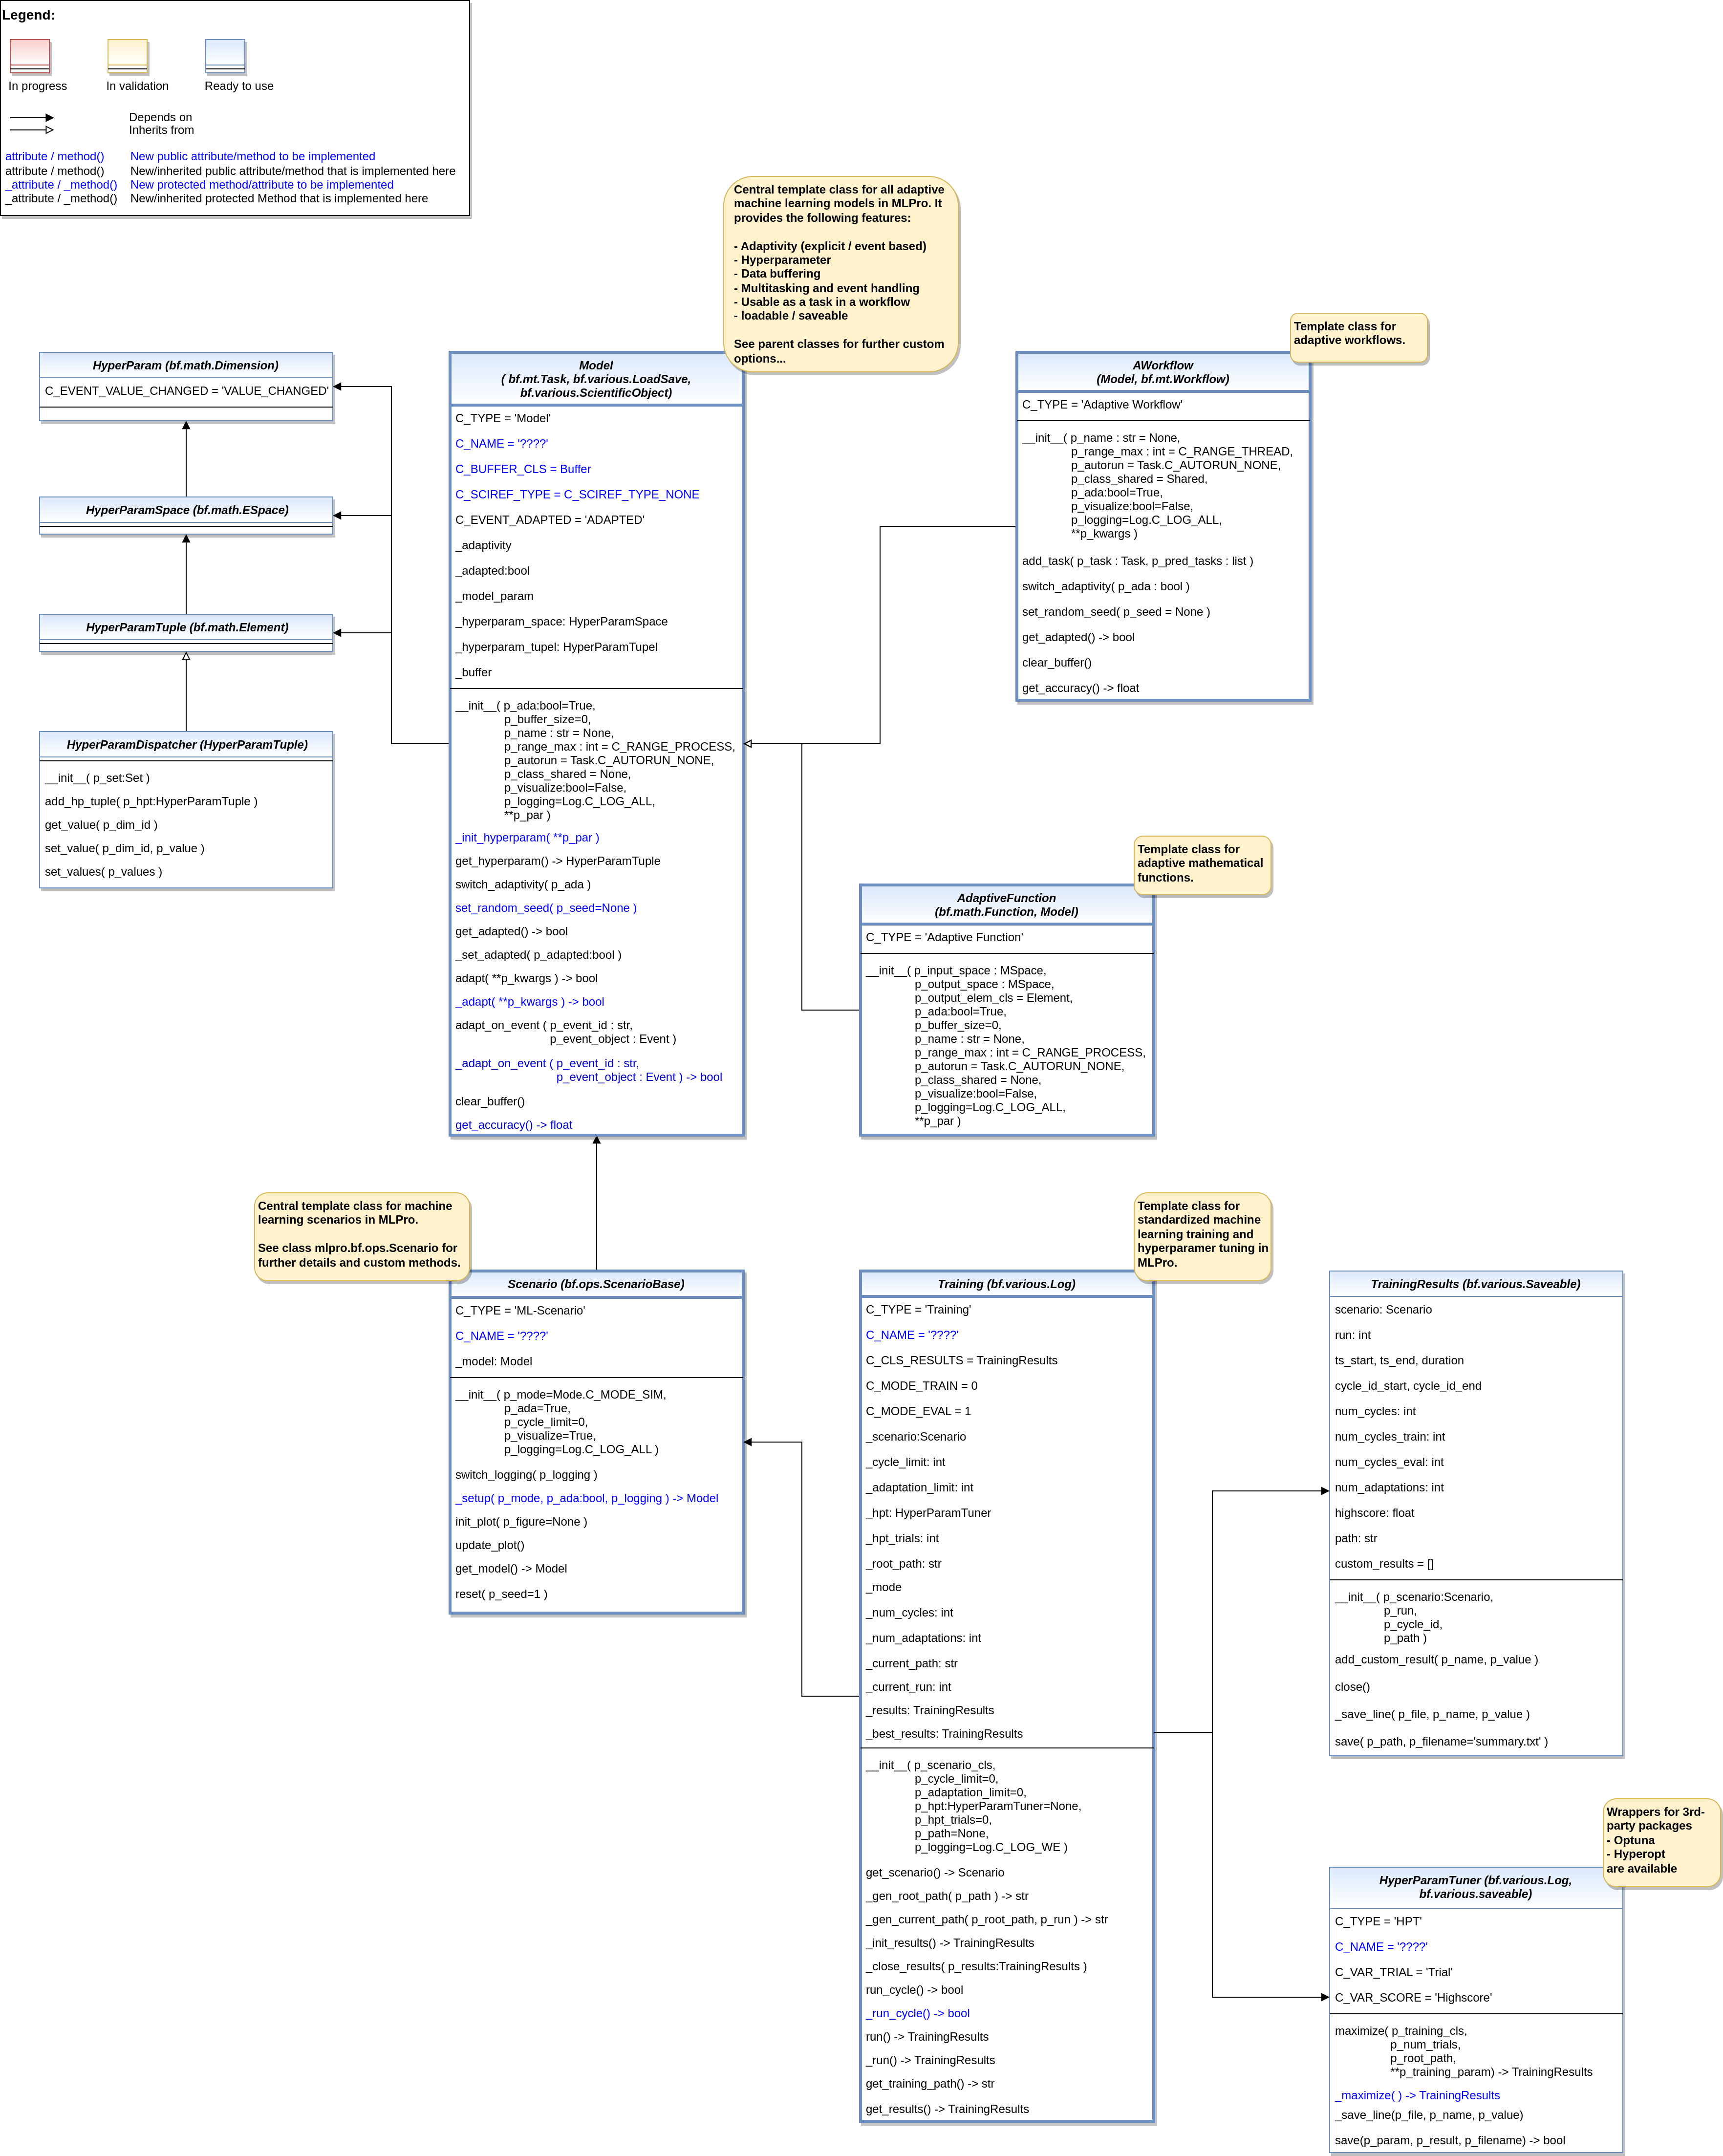 Legend:
In progress
In validation
Ready to use
Depends on
Inherits from
attribute / method() New public attribute/method to be implemented
attribute / method() New/inherited public attribute/method that is implemented here
_attribute / _method() New protected method/attribute to be implemented
_attribute / _method() New/inherited protected Method that is implemented here
Central template class for all adaptive
machine learning models in MLPro. It
provides the following features:
- Adaptivity (explicit / event based)
- Hyperparameter
- Data buffering
- Multitasking and event handling
- Usable as a task in a workflow
- loadable / saveable
See parent classes for further custom
options...
Template class for
adaptive workflows.
HyperParam (bf.math.Dimension)
C_EVENT_VALUE_CHANGED = 'VALUE_CHANGED'
HyperParamSpace (bf.math.ESpace)
HyperParamTuple (bf.math.Element)
HyperParamDispatcher (HyperParamTuple)
__init__( p_set:Set )
add_hp_tuple( p_hpt:HyperParamTuple )
get_value( p_dim_id )
set_value( p_dim_id, p_value )
set_values( p_values )
Model
( bf.mt.Task, bf.various.LoadSave,
bf.various.ScientificObject)
C_TYPE = 'Model'
C_NAME = '????'
C_BUFFER_CLS = Buffer
C_SCIREF_TYPE = C_SCIREF_TYPE_NONE
C_EVENT_ADAPTED = 'ADAPTED'
_adaptivity
_adapted:bool
_model_param
_hyperparam_space: HyperParamSpace
_hyperparam_tupel: HyperParamTupel
_buffer
__init__( p_ada:bool=True,
p_buffer_size=0,
p_name : str = None,
p_range_max : int = C_RANGE_PROCESS,
p_autorun = Task.C_AUTORUN_NONE,
p_class_shared = None,
p_visualize:bool=False,
p_logging=Log.C_LOG_ALL,
**p_par )
_init_hyperparam( **p_par )
get_hyperparam() -> HyperParamTuple
switch_adaptivity( p_ada )
set_random_seed( p_seed=None )
get_adapted() -> bool
_set_adapted( p_adapted:bool )
adapt( **p_kwargs ) -> bool
_adapt( **p_kwargs ) -> bool
adapt_on_event ( p_event_id : str,
p_event_object : Event )
_adapt_on_event ( p_event_id : str,
p_event_object : Event ) -> bool
clear_buffer()
get_accuracy() -> float
AWorkflow
(Model, bf.mt.Workflow)
C_TYPE = 'Adaptive Workflow'
__init__( p_name : str = None,
p_range_max : int = C_RANGE_THREAD,
p_autorun = Task.C_AUTORUN_NONE,
p_class_shared = Shared,
p_ada:bool=True,
p_visualize:bool=False,
p_logging=Log.C_LOG_ALL,
**p_kwargs )
add_task( p_task : Task, p_pred_tasks : list )
switch_adaptivity( p_ada : bool )
set_random_seed( p_seed = None )
get_adapted() -> bool
clear_buffer()
get_accuracy() -> float
Template class for
adaptive mathematical
functions.
AdaptiveFunction
(bf.math.Function, Model)
C_TYPE = 'Adaptive Function'
__init__( p_input_space : MSpace,
p_output_space : MSpace,
p_output_elem_cls = Element,
p_ada:bool=True,
p_buffer_size=0,
p_name : str = None,
p_range_max : int = C_RANGE_PROCESS,
p_autorun = Task.C_AUTORUN_NONE,
p_class_shared = None,
p_visualize:bool=False,
p_logging=Log.C_LOG_ALL,
**p_par )
Central template class for machine
learning scenarios in MLPro.
See class mlpro.bf.ops.Scenario for
further details and custom methods.
Scenario (bf.ops.ScenarioBase)
C_TYPE = 'ML-Scenario'
C_NAME = '????'
_model: Model
__init__( p_mode=Mode.C_MODE_SIM,
p_ada=True,
p_cycle_limit=0,
p_visualize=True,
p_logging=Log.C_LOG_ALL )
switch_logging( p_logging )
_setup( p_mode, p_ada:bool, p_logging ) -> Model
init_plot( p_figure=None )
update_plot()
get_model() -> Model
reset( p_seed=1 )
Template class for
standardized machine
learning training and
hyperparamer tuning in
MLPro.
Training (bf.various.Log)
C_TYPE = 'Training'
C_NAME = '????'
C_CLS_RESULTS = TrainingResults
C_MODE_TRAIN = 0
C_MODE_EVAL = 1
_scenario:Scenario
_cycle_limit: int
_adaptation_limit: int
_hpt: HyperParamTuner
_hpt_trials: int
_root_path: str
_mode
_num_cycles: int
_num_adaptations: int
_current_path: str
_current_run: int
_results: TrainingResults
_best_results: TrainingResults
__init__( p_scenario_cls,
p_cycle_limit=0,
p_adaptation_limit=0,
p_hpt:HyperParamTuner=None,
p_hpt_trials=0,
p_path=None,
p_logging=Log.C_LOG_WE )
get_scenario() -> Scenario
_gen_root_path( p_path ) -> str
_gen_current_path( p_root_path, p_run ) -> str
_init_results() -> TrainingResults
_close_results( p_results:TrainingResults )
run_cycle() -> bool
_run_cycle() -> bool
run() -> TrainingResults
_run() -> TrainingResults
get_training_path() -> str
get_results() -> TrainingResults
TrainingResults (bf.various.Saveable)
scenario: Scenario
run: int
ts_start, ts_end, duration
cycle_id_start, cycle_id_end
num_cycles: int
num_cycles_train: int
num_cycles_eval: int
num_adaptations: int
highscore: float
path: str
custom_results = []
__init__( p_scenario:Scenario,
p_run,
p_cycle_id,
p_path )
add_custom_result( p_name, p_value )
close()
_save_line( p_file, p_name, p_value )
save( p_path, p_filename='summary.txt' )
Wrappers for 3rd-
party packages
- Optuna
- Hyperopt
are available
HyperParamTuner (bf.various.Log,
bf.various.saveable)
C_TYPE = 'HPT'
C_NAME = '????'
C_VAR_TRIAL = 'Trial'
C_VAR_SCORE = 'Highscore'
maximize( p_training_cls,
p_num_trials,
p_root_path,
**p_training_param) -> TrainingResults
_maximize( ) -> TrainingResults
_save_line(p_file, p_name, p_value)
save(p_param, p_result, p_filename) -> bool